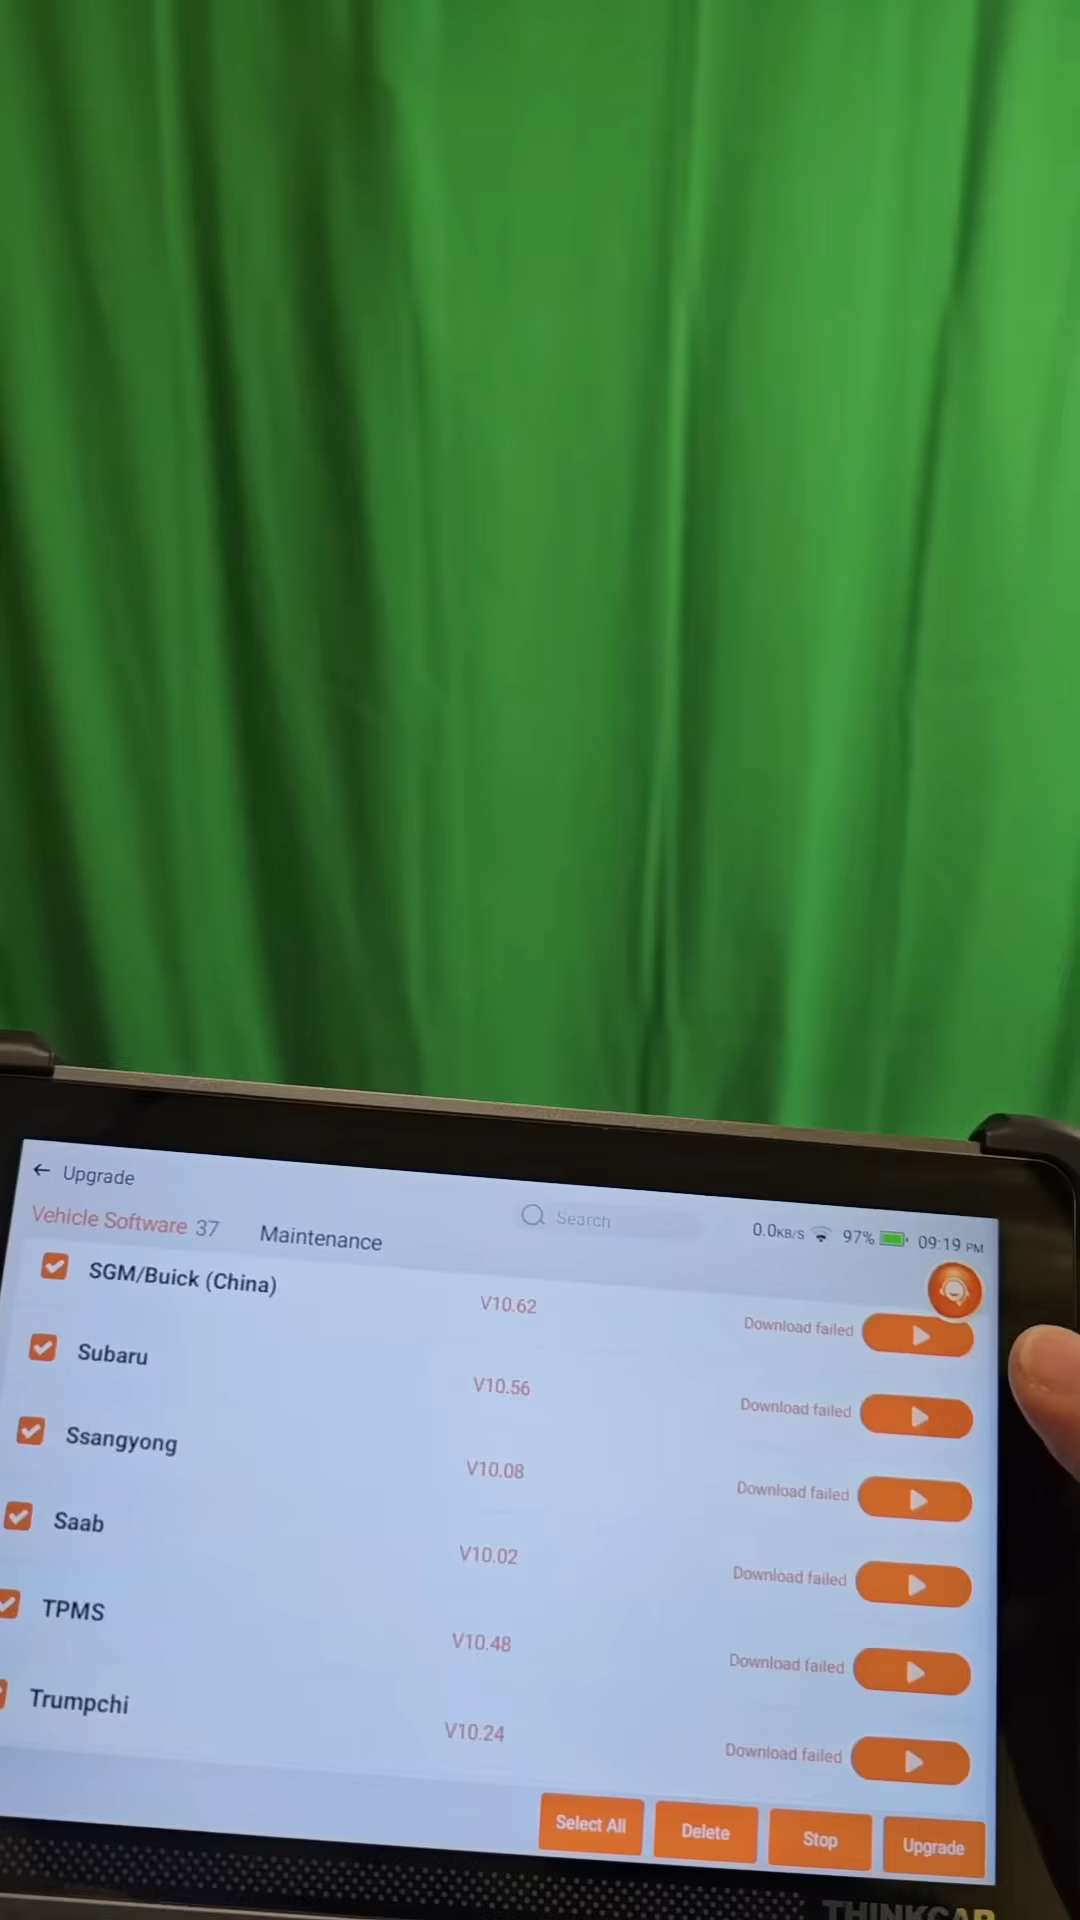 Upgrade
Vehicle Software 37
Maintenance
Search
0.0KB/S
97%
09:19 PM
SGM/Buick (China)
V10.62
Download failed
Subaru
V10.56
Download failed
Ssangyong
V10.08
Download failed
Saab
V10.02
Download failed
TPMS
V10.48
Download failed
Trumpchi
V10.24
Download failed
Select All
Delete
Stop
Upgrade
THINKCAR